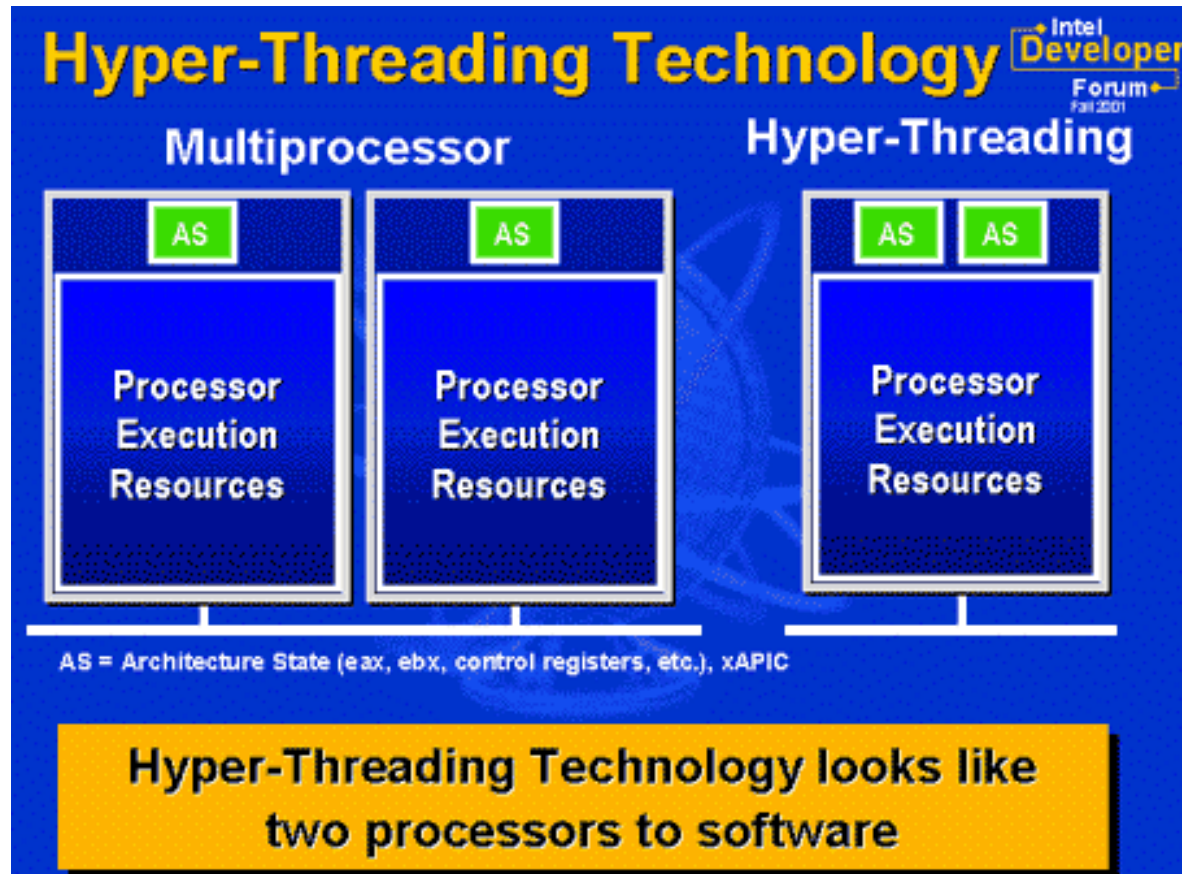 Hyper-Threading Technology
Intel
Developer
Forum
Fall 2001
Multiprocessor
Hyper-Threading
AS
AS
AS
AS
Processor
Execution
Resources
Processor
Execution
Resources
Processor
Execution
Resources
AS = Architecture State (eax, ebx, control registers, etc.), xAPIC
Hyper-Threading Technology looks like
two processors to software